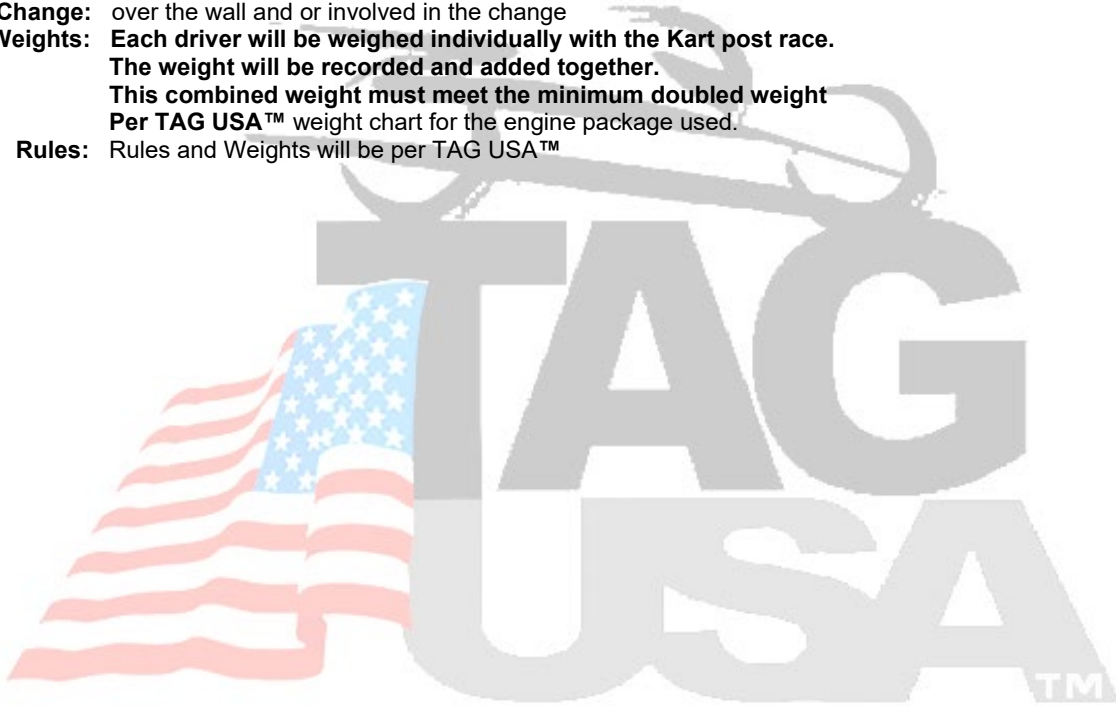 Change: over the wall and or involved in the change
Weights: Each driver will be weighed individually with the Kart post race.
The weight will be recorded and added together.
This combined weight must meet the minimum doubled weight
Per TAG USA™ weight chart for the engine package used.
Rules: Rules and Weights will be per TAG USA™
TAG
USA
TM